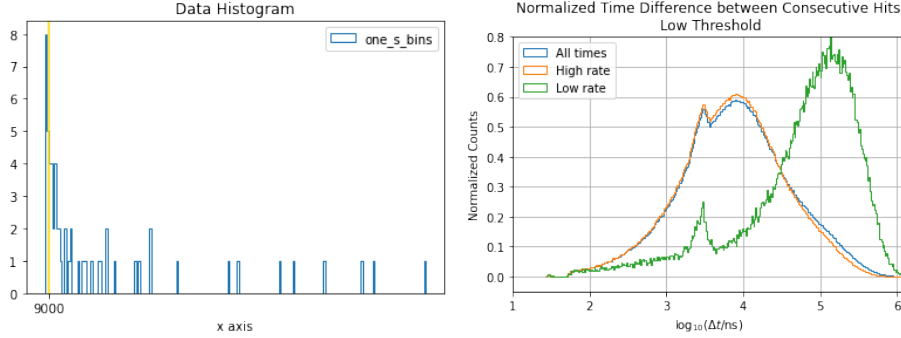 Data Histogram
8
7
6
5
4
3
2
1
0
one_s_bins
9000
x axis
Normalized Time Difference between Consecutive Hits
Low Threshold
0.8
0.7
0.6
0.5
0.4
0.3
0.2
0.1
0.0
Normalized Counts
All times
High rate
Low rate
1 2 3 4 5 6
log₁₀(Δt/ns)